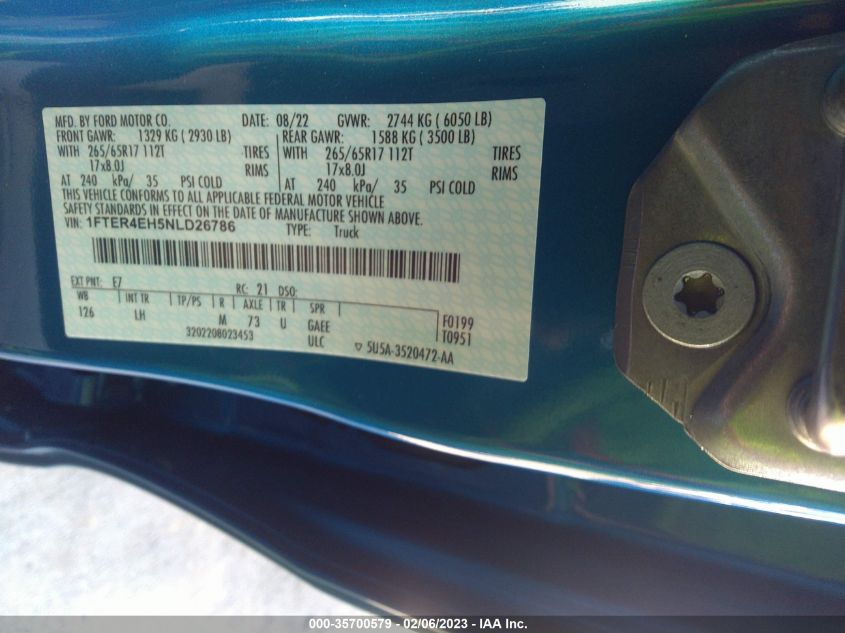 MFD. BY FORD MOTOR CO. DATE: 08/22 GVWR: 2744 KG ( 6050 LB)
FRONT GAWR: 1329 KG ( 2930 LB) REAR GAWR: 1588 KG ( 3500 LB)
WITH 265/65R17 112T TIRES WITH 265/65R17 112T TIRES
17x8.0J RIMS 17x8.0J RIMS
AT 240 kPa/ 35 PSI COLD AT 240 kPa/ 35 PSI COLD
THIS VEHICLE CONFORMS TO ALL APPLICABLE FEDERAL MOTOR VEHICLE
SAFETY STANDARDS IN EFFECT ON THE DATE OF MANUFACTURE SHOWN ABOVE.
VIN: 1FTER4EH5NLD26786 TYPE: Truck
EXT PNT: E7 RC: 21 DSO:
WB INT TR TP/PS R AXLE TR SPR
126 LH M 73 U GAEE F0199
3202208023453 ULC T0951
▽ 5U5A-3520472-AA
000-35700579 - 02/06/2023 - IAA Inc.